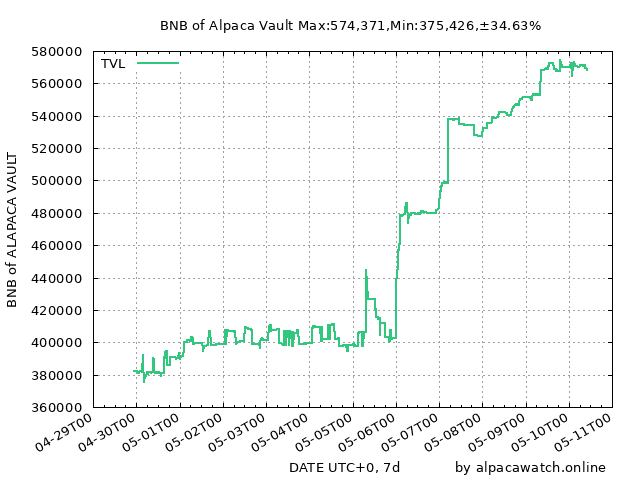 BNB of Alpaca Vault Max:574,371,Min:375,426,±34.63%
TVL
BNB of ALAPACA VAULT
580000
560000
540000
520000
500000
480000
460000
440000
420000
400000
380000
360000
04-29T00
04-30T00
05-01T00
05-02T00
05-03T00
05-04T00
05-05T00
05-06T00
05-07T00
05-08T00
05-09T00
05-10T00
05-11T00
DATE UTC+0, 7d
by alpacawatch.online